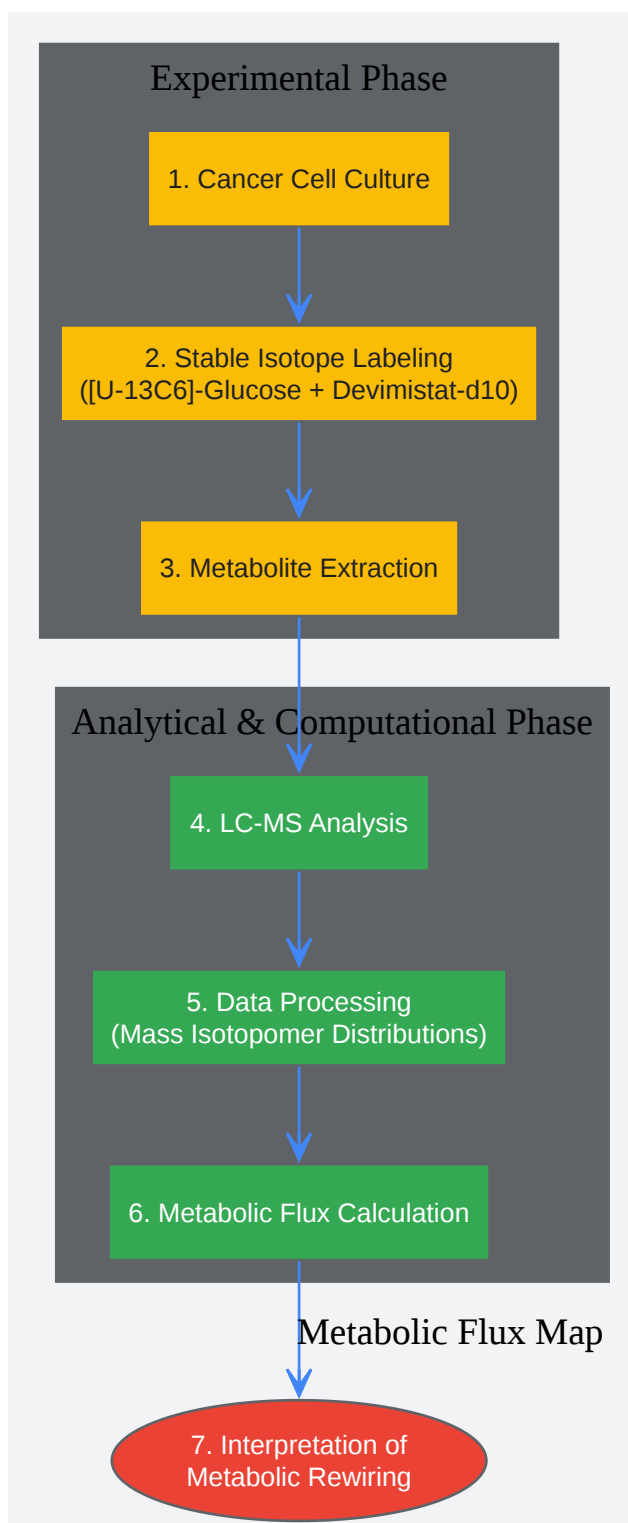 Experimental Phase
1. Cancer Cell Culture
2. Stable Isotope Labeling
([U-13C6]-Glucose + Devimistat-d10)
3. Metabolite Extraction
Analytical & Computational Phase
4. LC-MS Analysis
5. Data Processing
(Mass Isotopomer Distributions)
6. Metabolic Flux Calculation
Metabolic Flux Map
7. Interpretation of
Metabolic Rewiring